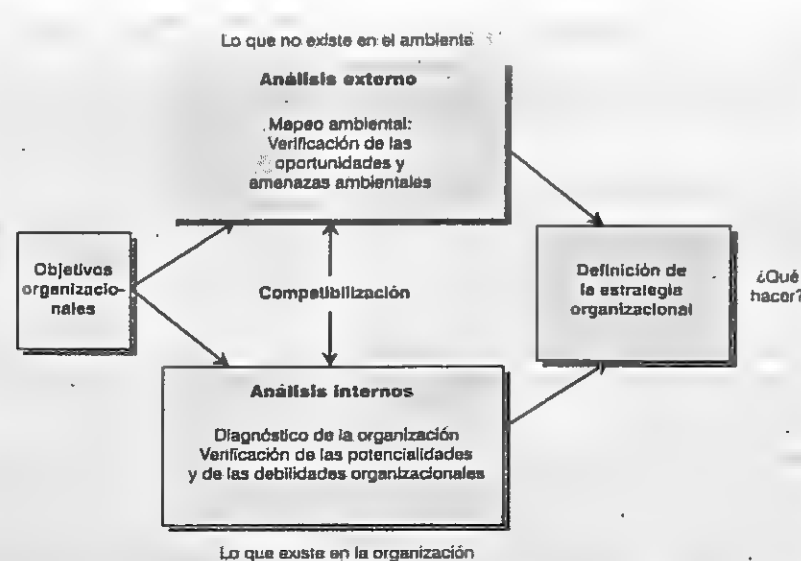 Lo que no existe en el ambiente
Análisis externo
Mapeo ambiental:
Verificación de las
oportunidades y
amenazas ambientales
Objetivos
organizacio-
nales
Compatibilización
Definición de
la estrategia
organizacional
¿Qué
hacer?
Análisis internos
Diagnóstico de la organización
Verificación de las potencialidades
y de las debilidades organizacionales
Lo que existe en la organización